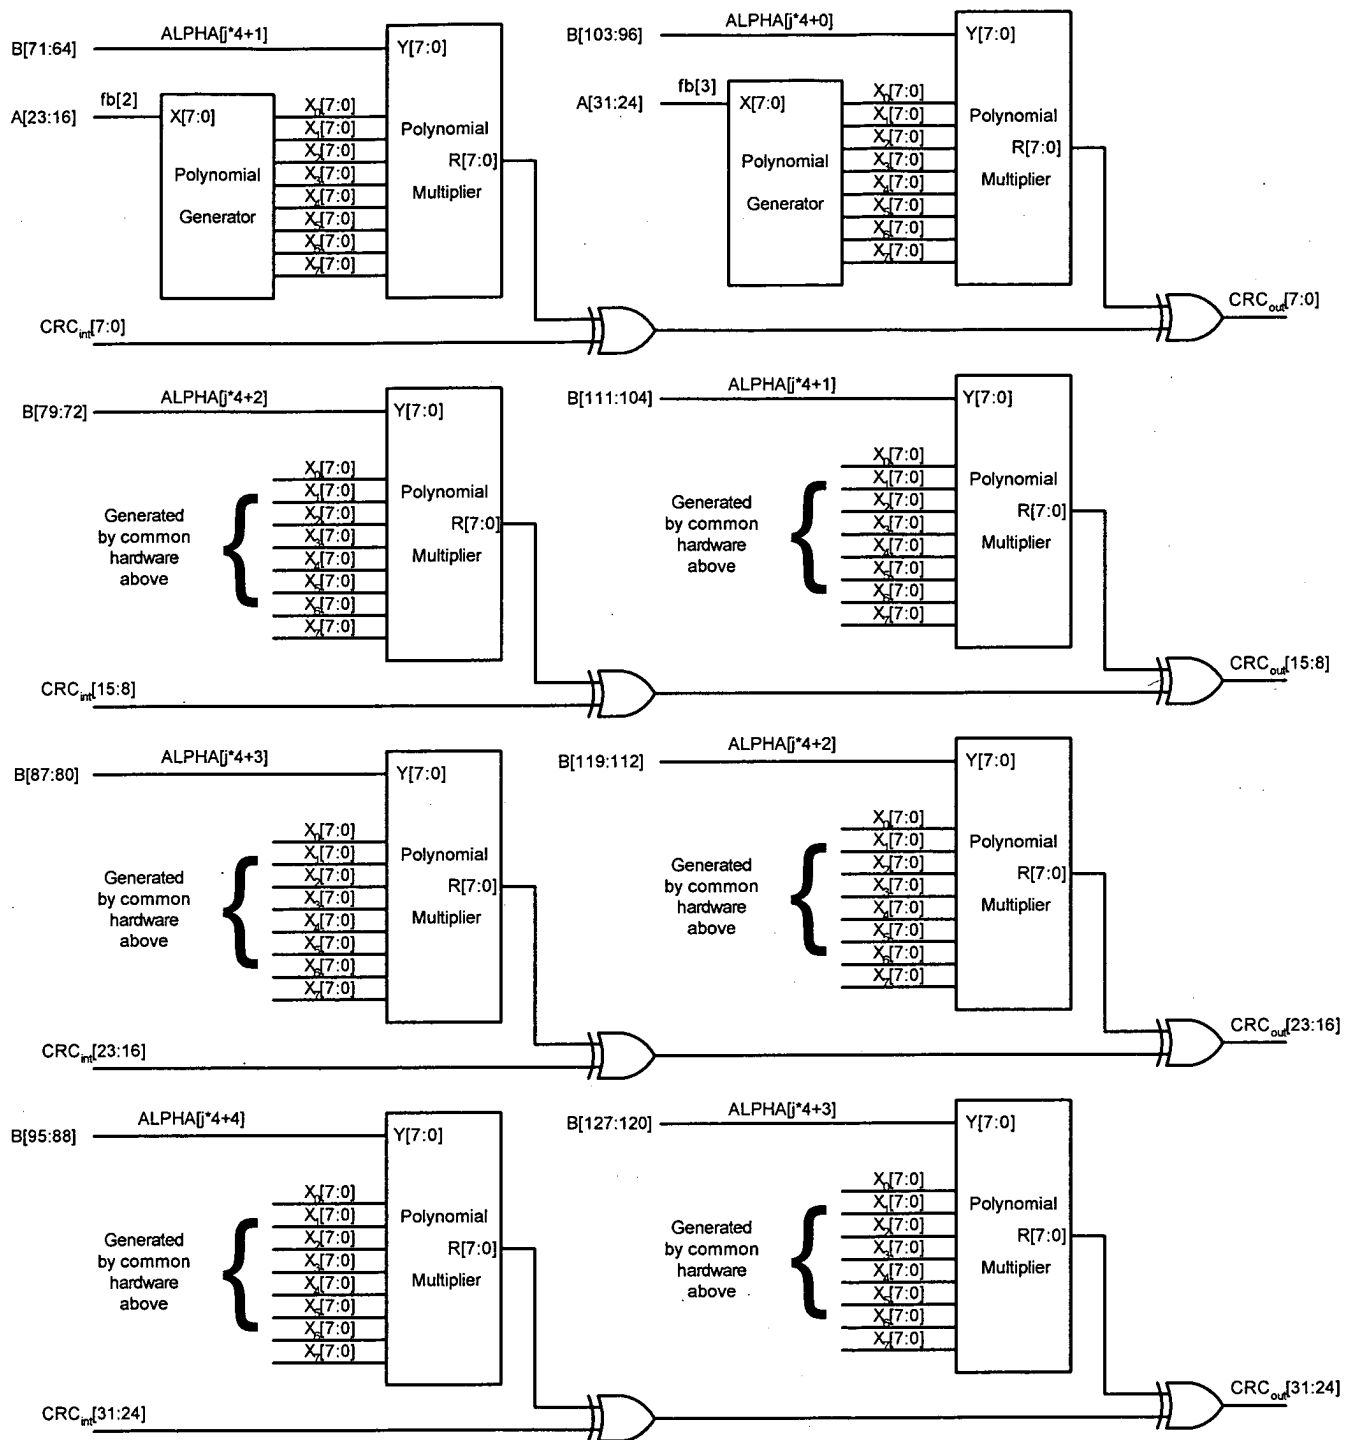 ALPHA[j*4+1]
B[71:64]
Y[7:0]
fb[2]
A[23:16]
X[7:0]
Polynomial
Generator
X0[7:0]
X1[7:0]
X2[7:0]
X3[7:0]
X4[7:0]
X5[7:0]
X6[7:0]
X7[7:0]
Polynomial
R[7:0]
Multiplier
CRCint[7:0]
ALPHA[j*4+0]
B[103:96]
Y[7:0]
fb[3]
A[31:24]
X[7:0]
Polynomial
Generator
X0[7:0]
X1[7:0]
X2[7:0]
X3[7:0]
X4[7:0]
X5[7:0]
X6[7:0]
X7[7:0]
Polynomial
R[7:0]
Multiplier
CRCout[7:0]
ALPHA[j*4+2]
B[79:72]
Y[7:0]
Generated
by common
hardware
above
X0[7:0]
X1[7:0]
X2[7:0]
X3[7:0]
X4[7:0]
X5[7:0]
X6[7:0]
X7[7:0]
Polynomial
R[7:0]
Multiplier
CRCint[15:8]
ALPHA[j*4+1]
B[111:104]
Y[7:0]
Generated
by common
hardware
above
X0[7:0]
X1[7:0]
X2[7:0]
X3[7:0]
X4[7:0]
X5[7:0]
X6[7:0]
X7[7:0]
Polynomial
R[7:0]
Multiplier
CRCout[15:8]
ALPHA[j*4+3]
B[87:80]
Y[7:0]
Generated
by common
hardware
above
X0[7:0]
X1[7:0]
X2[7:0]
X3[7:0]
X4[7:0]
X5[7:0]
X6[7:0]
X7[7:0]
Polynomial
R[7:0]
Multiplier
CRCint[23:16]
ALPHA[j*4+2]
B[119:112]
Y[7:0]
Generated
by common
hardware
above
X0[7:0]
X1[7:0]
X2[7:0]
X3[7:0]
X4[7:0]
X5[7:0]
X6[7:0]
X7[7:0]
Polynomial
R[7:0]
Multiplier
CRCout[23:16]
ALPHA[j*4+4]
B[95:88]
Y[7:0]
Generated
by common
hardware
above
X0[7:0]
X1[7:0]
X2[7:0]
X3[7:0]
X4[7:0]
X5[7:0]
X6[7:0]
X7[7:0]
Polynomial
R[7:0]
Multiplier
CRCint[31:24]
ALPHA[j*4+3]
B[127:120]
Y[7:0]
Generated
by common
hardware
above
X0[7:0]
X1[7:0]
X2[7:0]
X3[7:0]
X4[7:0]
X5[7:0]
X6[7:0]
X7[7:0]
Polynomial
R[7:0]
Multiplier
CRCout[31:24]